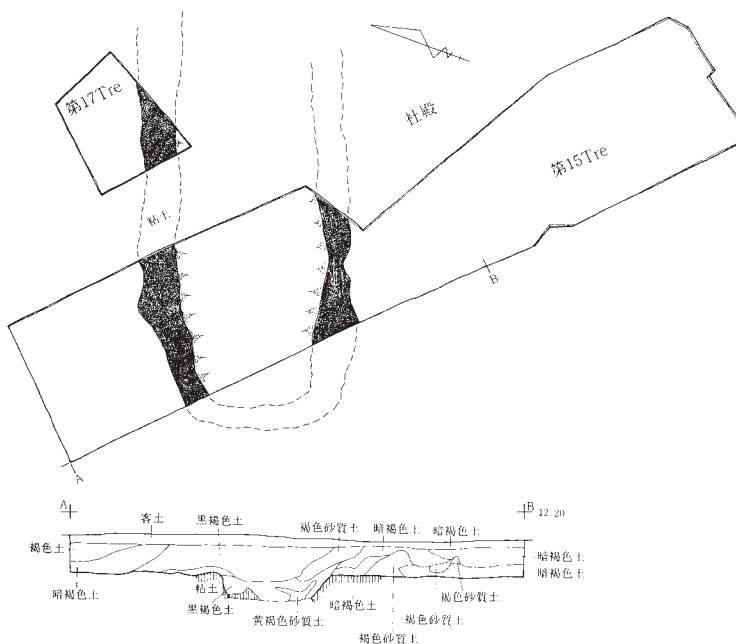 第17Tre
社殿
第15Tre
粘土
B
A
A
B 12.20
客土
黒褐色土
褐色砂質土
暗褐色土
暗褐色土
褐色土
暗褐色土
暗褐色土
暗褐色土
粘土
黒褐色土
黄褐色砂質土
暗褐色土
褐色砂質土
褐色砂質土
褐色砂質土